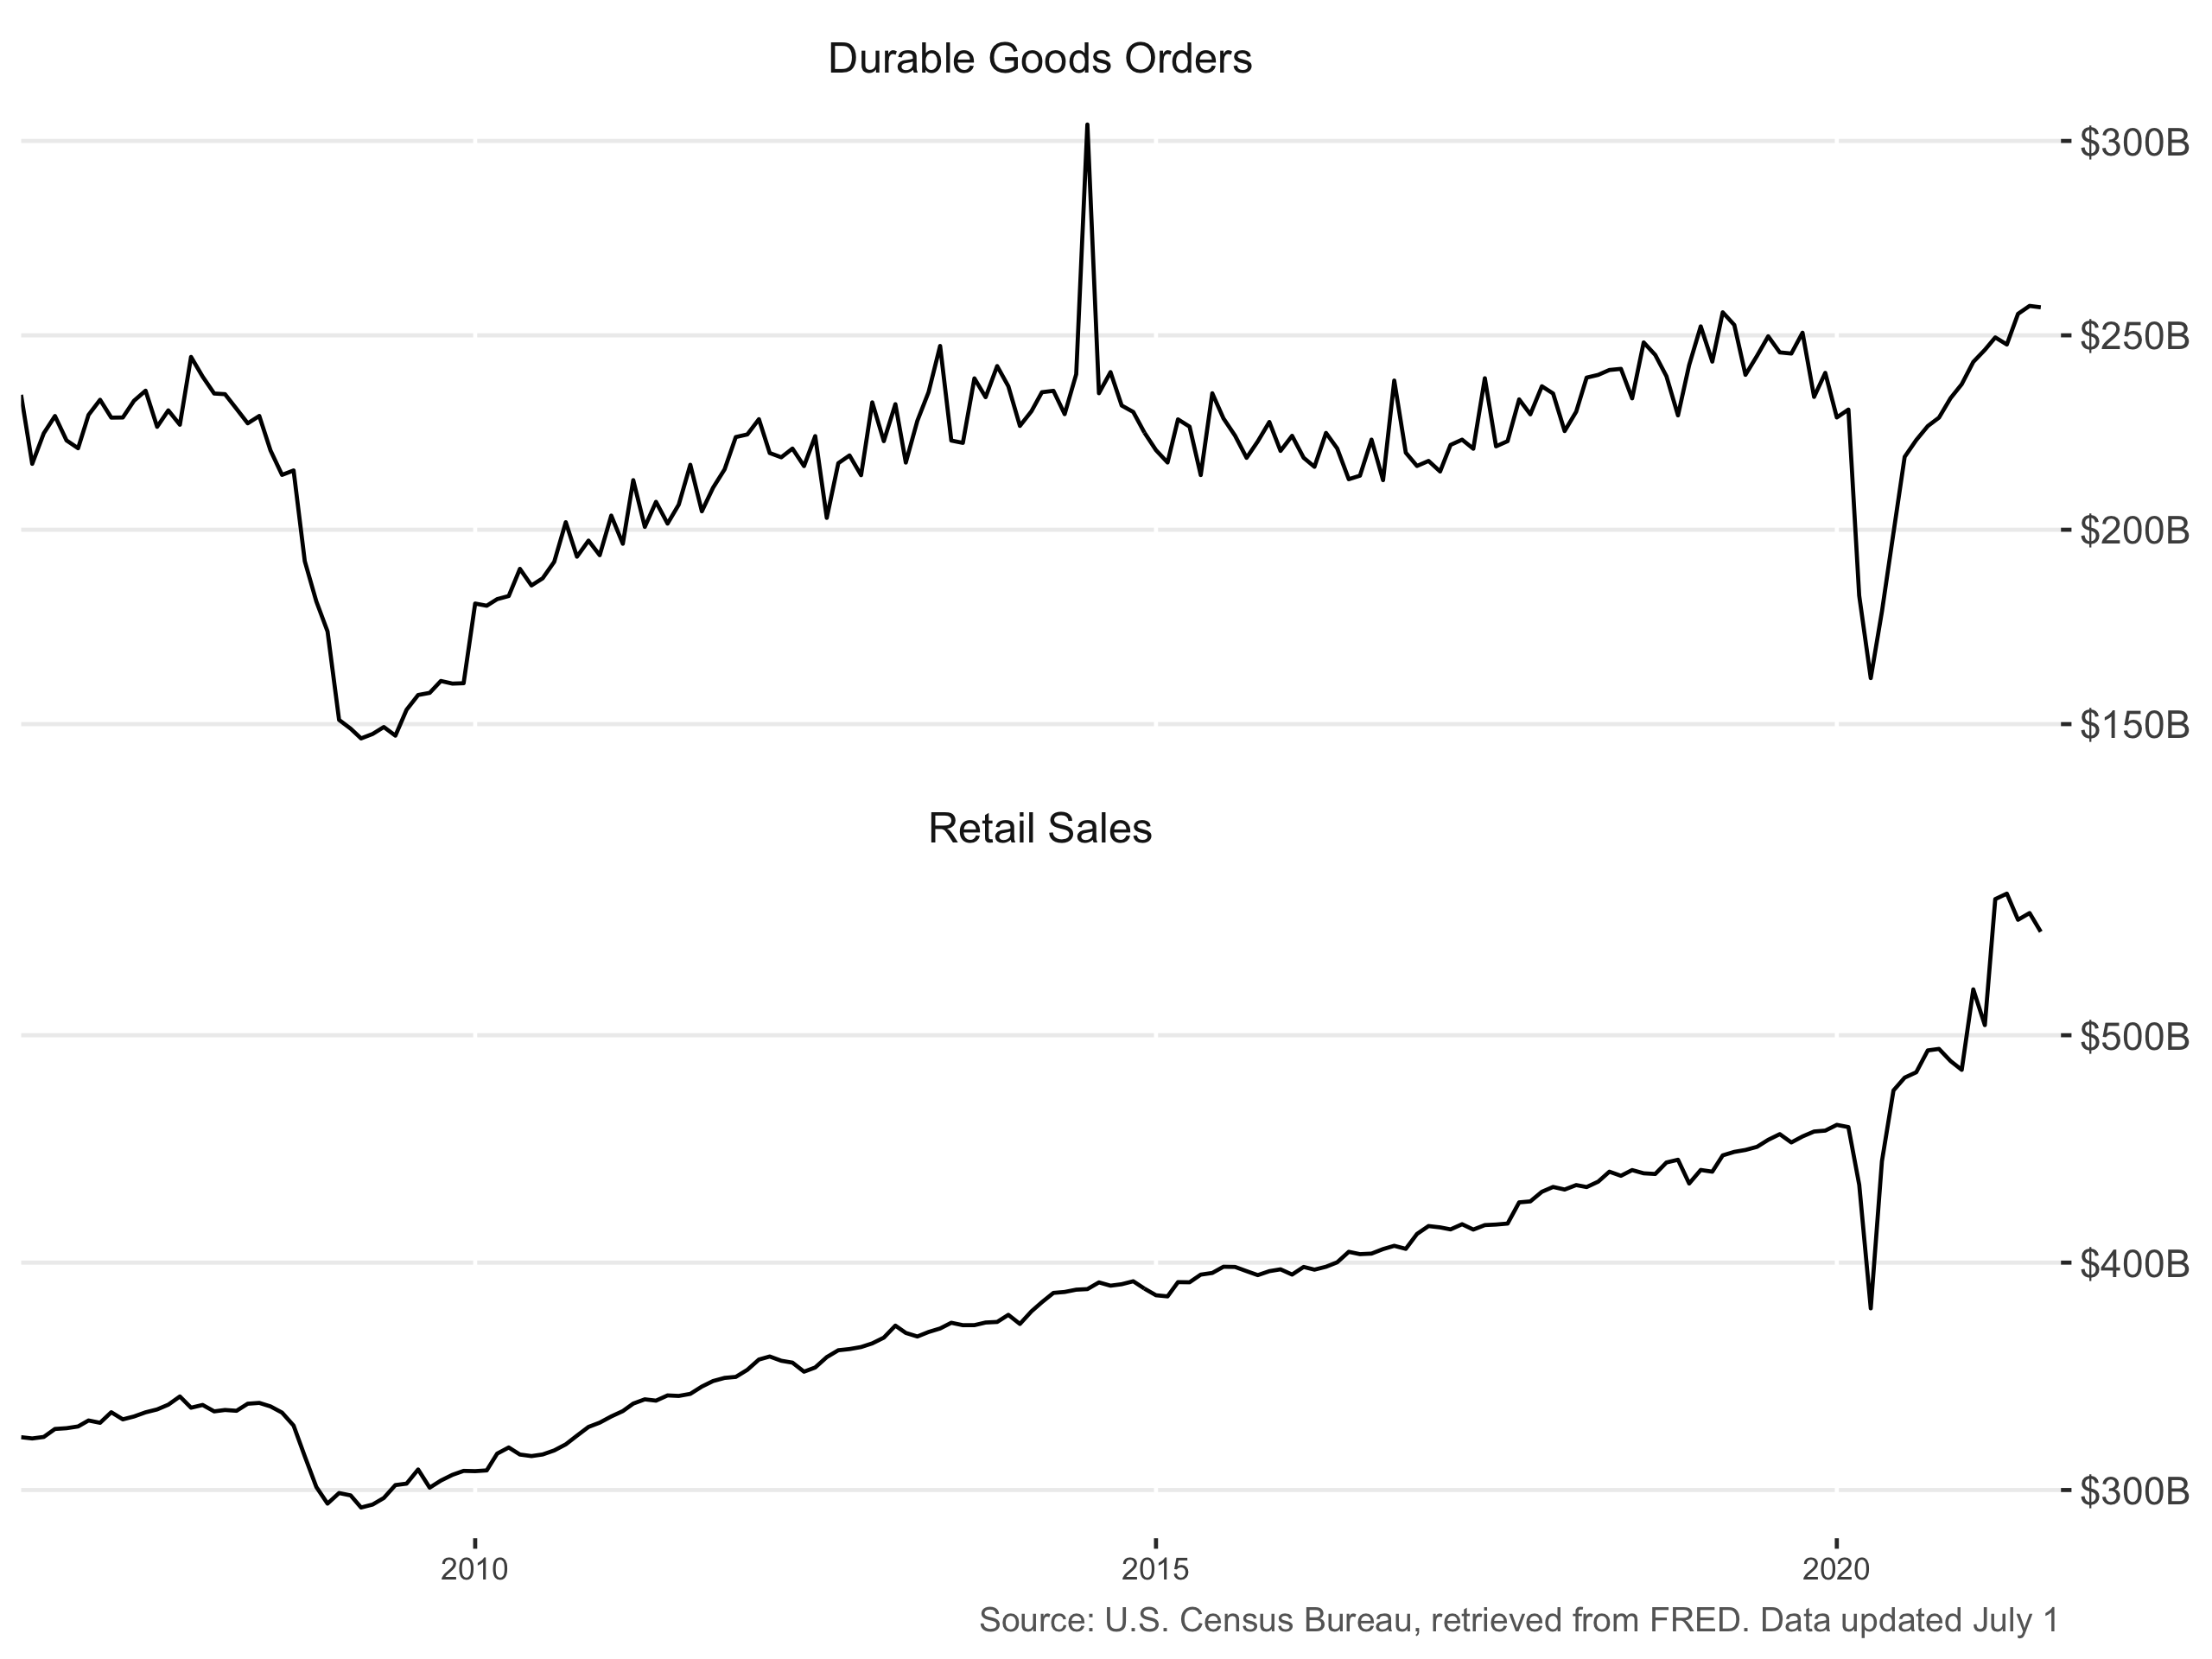 Durable Goods Orders
$300B
$250B
$200B
$150B
Retail Sales
$500B
$400B
$300B
2010 2015 2020
Source: U.S. Census Bureau, retrieved from FRED. Data updated July 1